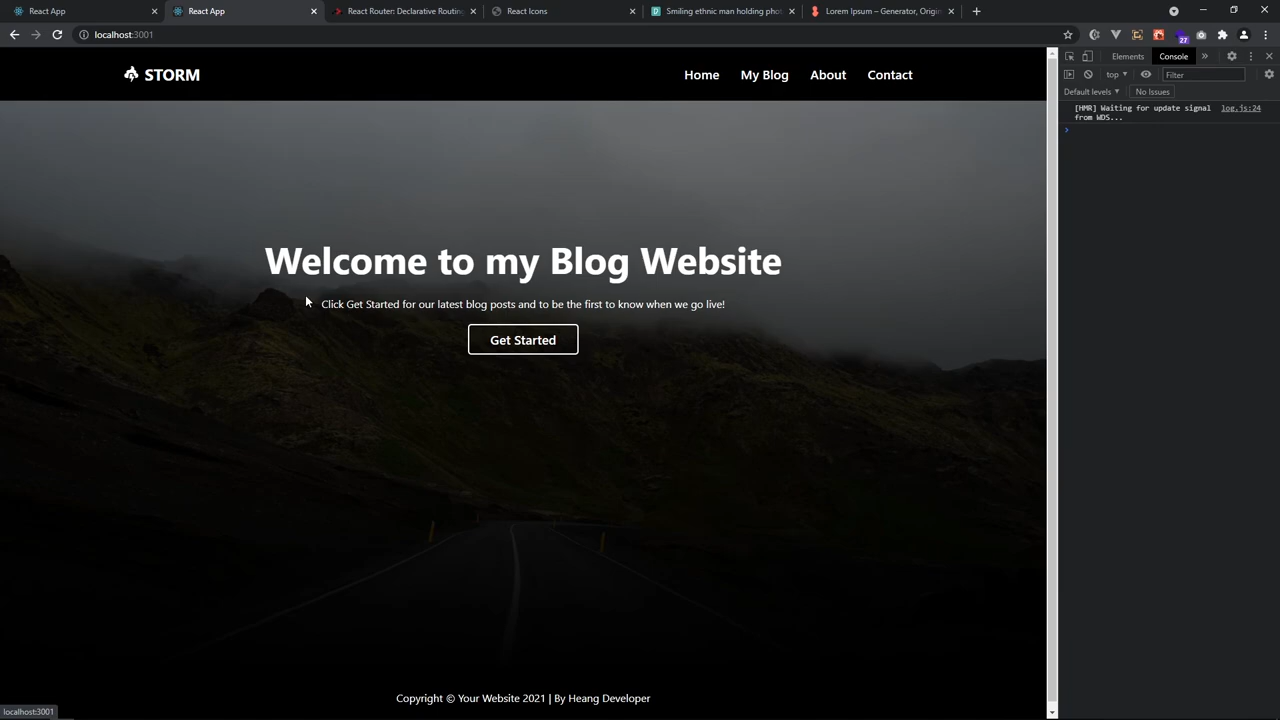 React App
React App
React Router: Declarative Routin
React Icons
Smiling ethnic man holding phot
Lorem Ipsum – Generator, Origin
localhost:3001
27
STORM
Home
My Blog
About
Contact
Welcome to my Blog Website
Click Get Started for our latest blog posts and to be the first to know when we go live!
Get Started
Copyright © Your Website 2021 | By Heang Developer
localhost:3001
Elements
Console
top
Filter
Default levels
No Issues
[HMR] Waiting for update signal log.js:24
from WDS...